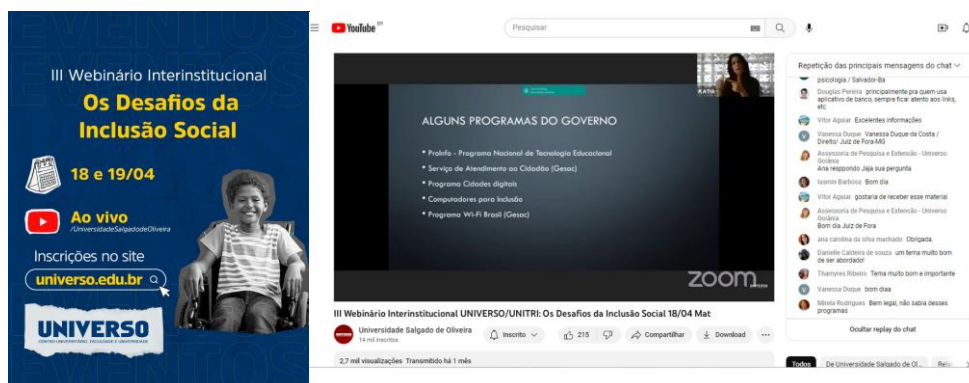 III Webinário Interinstitucional
Os Desafios da
Inclusão Social
18 e 19/04
Ao vivo
/UniversidadeSalgadodeOliveira
Inscrições no site
universo.edu.br
UNIVERSO
CENTRO UNIVERSITÁRIO, FACULDADE E UNIVERSIDADE
YouTube BR
Pesquisar
ALGUNS PROGRAMAS DO GOVERNO
* ProInfo - Programa Nacional de Tecnologia Educacional
* Serviço de Atendimento ao Cidadão (Gesac)
* Programa Cidades digitais
* Computadores para Inclusão
* Programa Wi-Fi Brasil (Gesac)
zoom
III Webinário Interinstitucional UNIVERSO/UNITRI: Os Desafios da Inclusão Social 18/04 Mat
Universidade Salgado de Oliveira
14 mil inscritos
Inscrito
215
Compartilhar
Download
2,7 mil visualizações Transmitido há 1 mês
Repetição das principais mensagens do chat
psicologia / Salvador-Ba
Douglas Pereira principalmente pra quem usa
aplicativo de banco, sempre ficar atento aos links,
etc
Vitor Aguiar Excelentes informações
Vanessa Duque Vanessa Duque da Costa /
Direito/ Juiz de Fora-MG
Assessoria de Pesquisa e Extensão - Universo
Goiânia
Ana respondo Jaja sua pergunta
Iasmin Barbosa Bom dia
Vitor Aguiar gostaria de receber esse material
Assessoria de Pesquisa e Extensão - Universo
Goiânia
Bom dia Juiz de Fora
ana carolina da silva machado Obrigada.
Danielle Caldeira de souza um tema muito bom
de ser abordado!
Thamyres Ribeiro Tema muito bom e importante
Vanessa Duque bom diaa
Mirela Rodrigues Bem legal, não sabia desses
programas
Ocultar replay do chat
Todos
De Universidade Salgado de Ol...